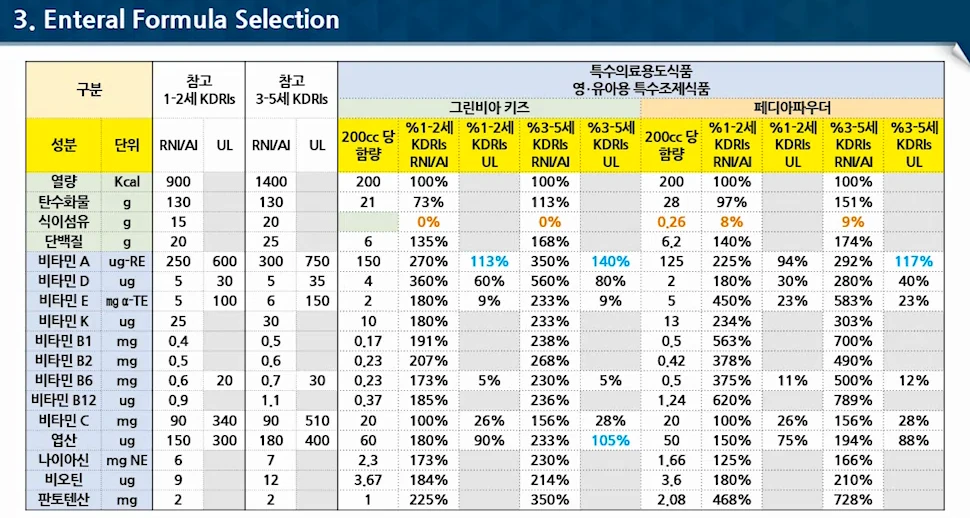 3. Enteral Formula Selection
구분 참고 1-2세 KDRIs 참고 3-5세 KDRIs 특수의료용도식품 영·유아용 특수조제식품
그린비아 키즈 페디아파우더
성분 단위 RNI/AI UL RNI/AI UL 200cc 당 함량 %1-2세 KDRIs RNI/AI %1-2세 KDRIs UL %3-5세 KDRIs RNI/AI %3-5세 KDRIs UL 200cc 당 함량 %1-2세 KDRIs RNI/AI %1-2세 KDRIs UL %3-5세 KDRIs RNI/AI %3-5세 KDRIs UL
열량 Kcal 900 1400 200 100% 100% 200 100% 100%
탄수화물 g 130 130 21 73% 113% 28 97% 151%
식이섬유 g 15 20 0% 0% 0.26 8% 9%
단백질 g 20 25 6 135% 168% 6.2 140% 174%
비타민 A ug-RE 250 600 300 750 150 270% 113% 350% 140% 125 225% 94% 292% 117%
비타민 D ug 5 30 5 35 4 360% 60% 560% 80% 2 180% 30% 280% 40%
비타민 E mg α-TE 5 100 6 150 2 180% 9% 233% 9% 5 450% 23% 583% 23%
비타민 K ug 25 30 10 180% 233% 13 234% 303%
비타민 B1 mg 0.4 0.5 0.17 191% 238% 0.5 563% 700%
비타민 B2 mg 0.5 0.6 0.23 207% 268% 0.42 378% 490%
비타민 B6 mg 0.6 20 0.7 30 0.23 173% 5% 230% 5% 0.5 375% 11% 500% 12%
비타민 B12 ug 0.9 1.1 0.37 185% 236% 1.24 620% 789%
비타민 C mg 90 340 90 510 20 100% 26% 156% 28% 20 100% 26% 156% 28%
엽산 ug 150 300 180 400 60 180% 90% 233% 105% 50 150% 75% 194% 88%
나이아신 mg NE 6 7 2.3 173% 230% 1.66 125% 166%
비오틴 ug 9 12 3.67 184% 214% 3.6 180% 210%
판토텐산 mg 2 2 1 225% 350% 2.08 468% 728%